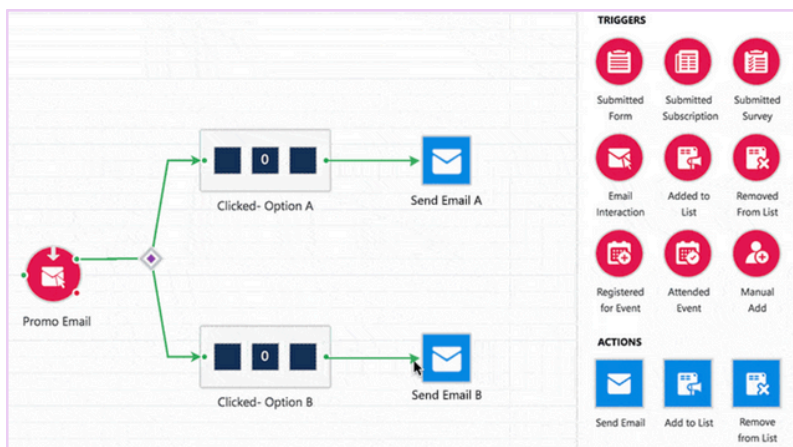 TRIGGERS
Submitted Form
Submitted Subscription
Submitted Survey
Email Interaction
Added to List
Removed From List
Registered for Event
Attended Event
Manual Add
ACTIONS
Send Email
Add to List
Remove from List
0
Clicked- Option A
Send Email A
Promo Email
0
Clicked- Option B
Send Email B